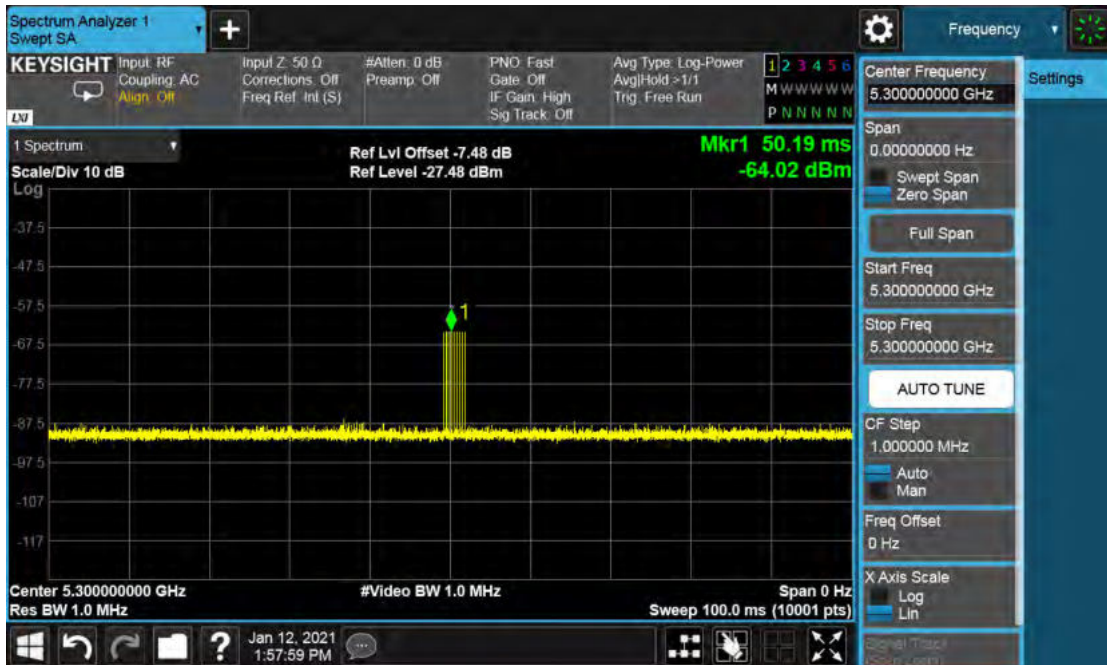 Spectrum Analyzer 1
Swept SA
+
Frequency
KEYSIGHT
LXI
Input: RF
Coupling: AC
Align: Off
Input Z: 50 Ω
Corrections: Off
Freq Ref: Int (S)
#Atten: 0 dB
Preamp: Off
PNO: Fast
Gate: Off
IF Gain: High
Sig Track: Off
Avg Type: Log-Power
Avg|Hold >1/1
Trig: Free Run
1 2 3 4 5 6
M W W W W W W
P N N N N N
1 Spectrum
Scale/Div 10 dB
Log
Ref Lvl Offset -7.48 dB
Ref Level -27.48 dBm
Mkr1 50.19 ms
-64.02 dBm
-37.5
-47.5
-57.5
-67.5
-77.5
-87.5
-97.5
-107
-117
1
Center 5.300000000 GHz
Res BW 1.0 MHz
#Video BW 1.0 MHz
Span 0 Hz
Sweep 100.0 ms (10001 pts)
?
Jan 12, 2021
1:57:59 PM
Center Frequency
5.300000000 GHz
Settings
Span
0.00000000 Hz
Swept Span
Zero Span
Full Span
Start Freq
5.300000000 GHz
Stop Freq
5.300000000 GHz
AUTO TUNE
CF Step
1.000000 MHz
Auto
Man
Freq Offset
0 Hz
X Axis Scale
Log
Lin
Signal Track